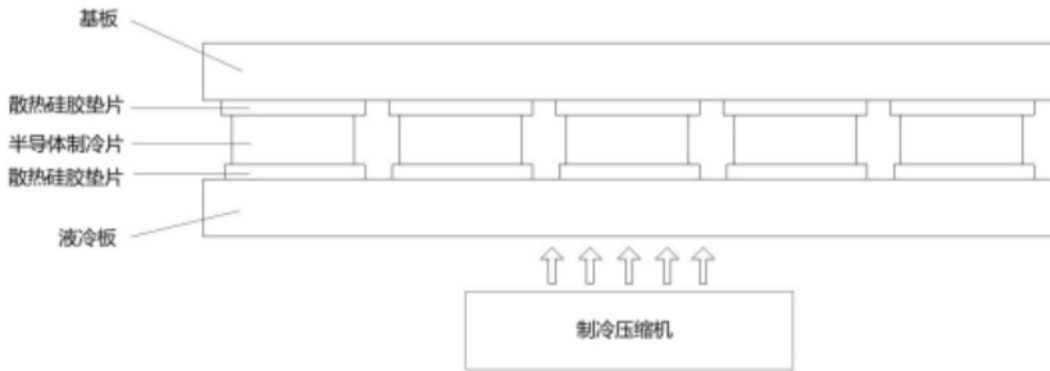 基板
散热硅胶垫片
半导体制冷片
散热硅胶垫片
液冷板
制冷压缩机